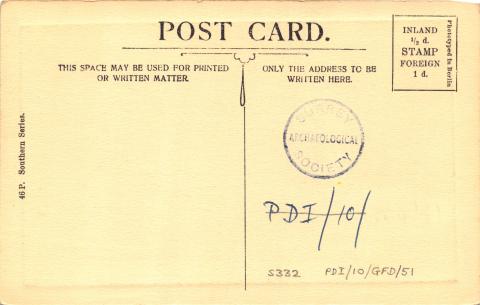 POST CARD.
THIS SPACE MAY BE USED FOR PRINTED
OR WRITTEN MATTER.
ONLY THE ADDRESS TO BE
WRITTEN HERE.
INLAND
½ d.
STAMP
FOREIGN
1 d.
Phototyped in Berlin
46 P. Southern Series.
SURREY
ARCHAEOLOGICAL
SOCIETY
PDI/10/
S332 PDI/10/GFD/51